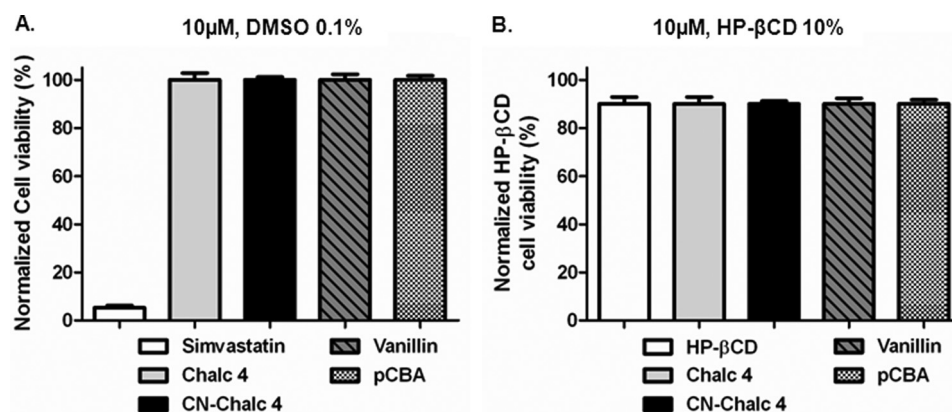 A.
10µM, DMSO 0.1%
Normalized Cell viability (%)
100
80
60
40
20
0
Simvastatin
Vanillin
Chalc 4
pCBA
CN-Chalc 4
B.
10µM, HP-βCD 10%
Normalized HP-βCD
cell viability (%)
100
80
60
40
20
0
HP-βCD
Vanillin
Chalc 4
pCBA
CN-Chalc 4